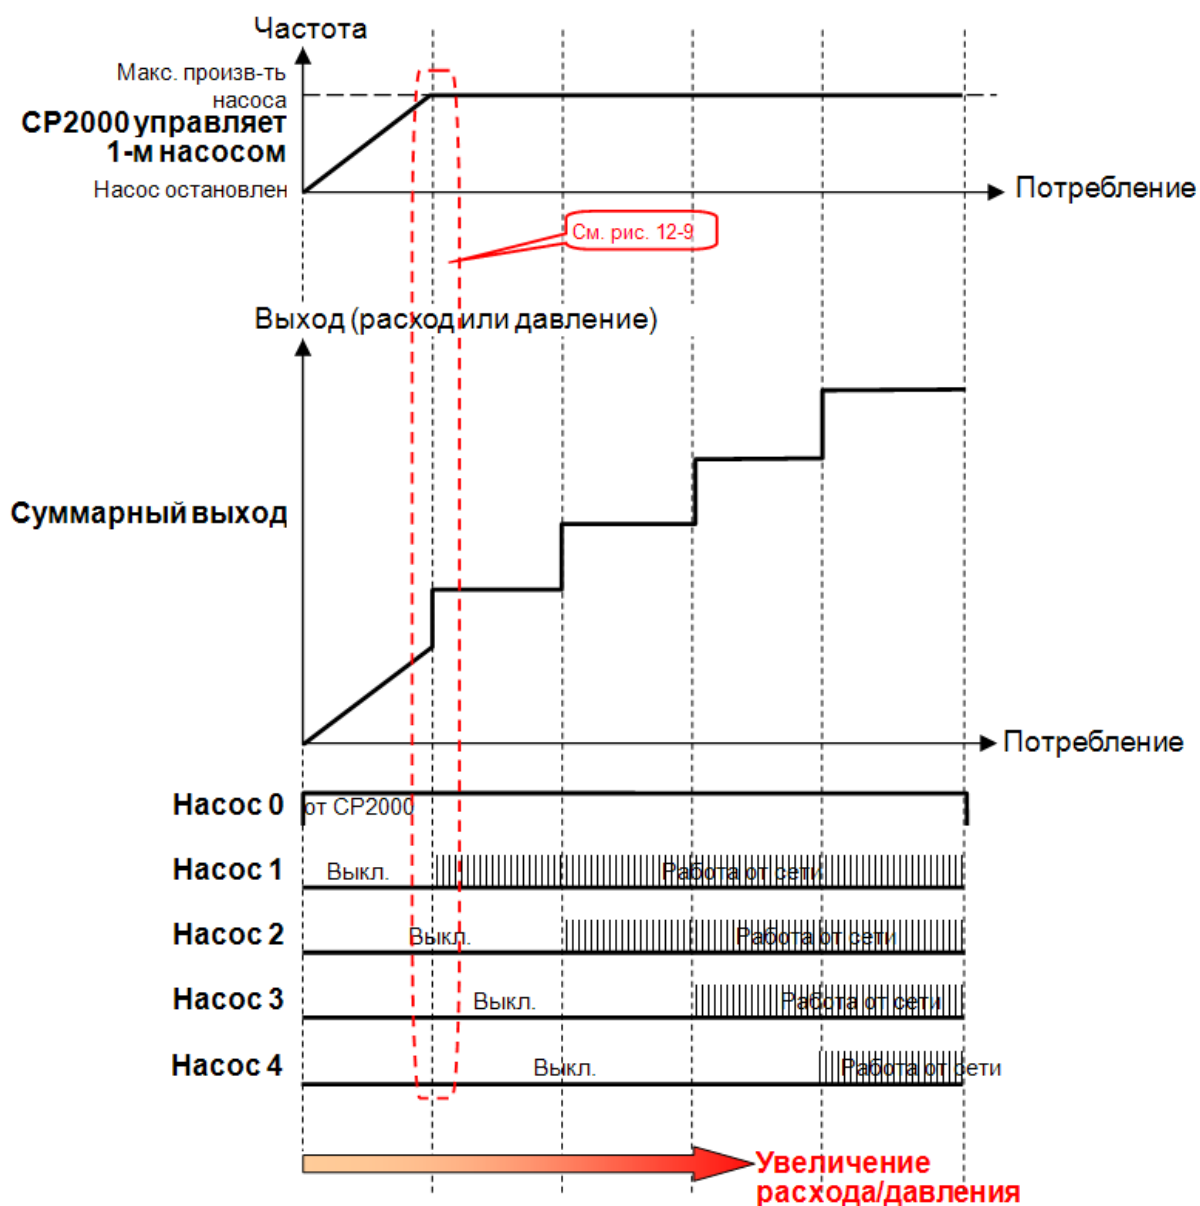 Частота
Макс. произв-ть
насоса
CP2000 управляет
1-м насосом
Насос остановлен
Потребление
См. рис. 12-9
Выход (расход или давление)
Суммарный выход
Потребление
Насос 0
от CP2000
Насос 1
Выкл.
Работа от сети
Насос 2
Выкл.
Работа от сети
Насос 3
Выкл.
Работа от сети
Насос 4
Выкл.
Работа от сети
Увеличение
расхода/давления